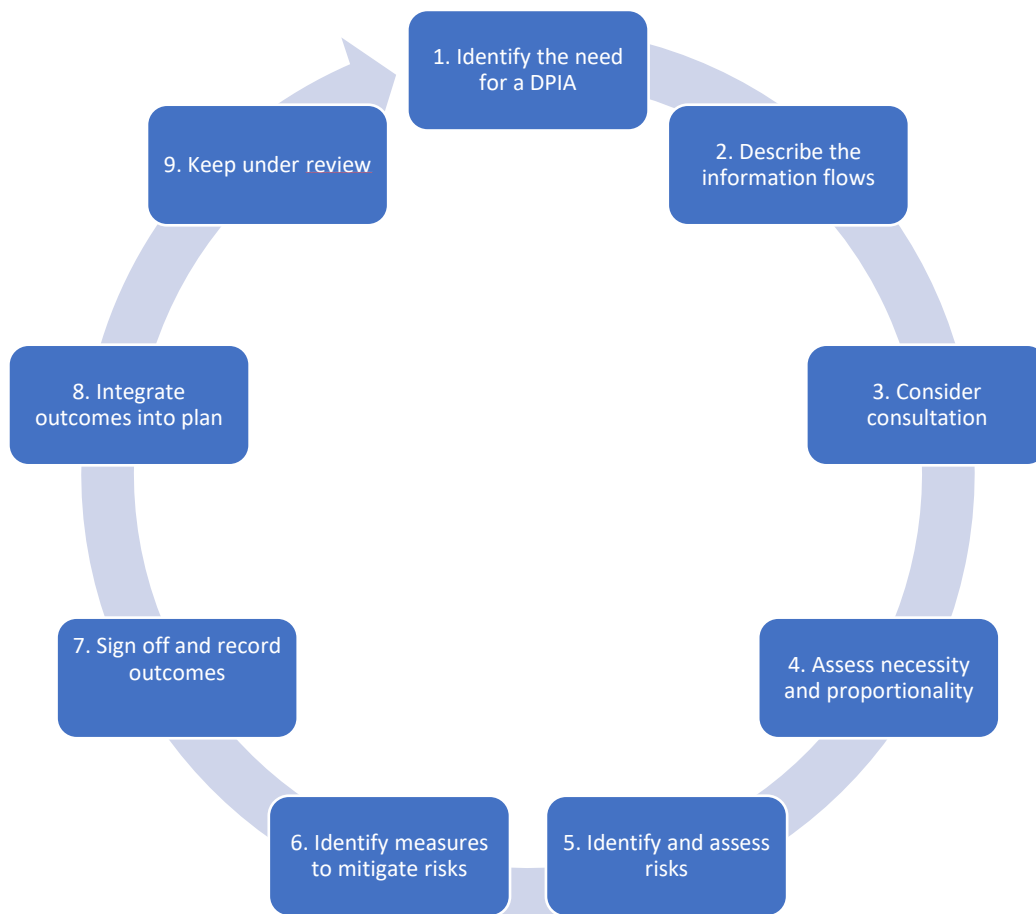 1. Identify the need
for a DPIA
2. Describe the
information flows
3. Consider
consultation
4. Assess necessity
and proportionality
5. Identify and assess
risks
6. Identify measures
to mitigate risks
7. Sign off and record
outcomes
8. Integrate
outcomes into plan
9. Keep under review